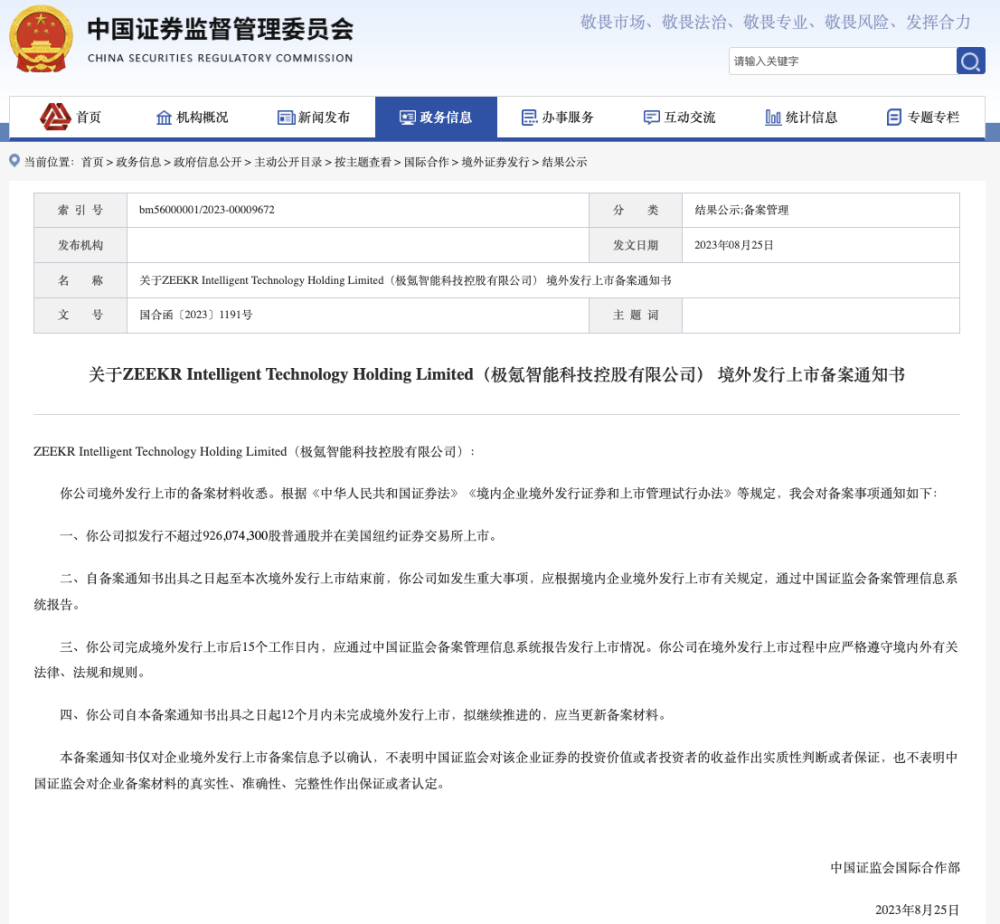 中国证券监督管理委员会
CHINA SECURITIES REGULATORY COMMISSION
敬畏市场、敬畏法治、敬畏专业、敬畏风险、发挥合力
请输入关键字
首页 机构概况 新闻发布 政务信息 办事服务 互动交流 统计信息 专题专栏
当前位置：首页 > 政务信息 > 政府信息公开 > 主动公开目录 > 按主题查看 > 国际合作 > 境外证券发行 > 结果公示
索 引 号 bm56000001/2023-00009672 分 类 结果公示;备案管理
发布机构 发文日期 2023年08月25日
名 称 关于ZEEKR Intelligent Technology Holding Limited（极氪智能科技控股有限公司） 境外发行上市备案通知书
文 号 国合函〔2023〕1191号 主 题 词
关于ZEEKR Intelligent Technology Holding Limited（极氪智能科技控股有限公司） 境外发行上市备案通知书
ZEEKR Intelligent Technology Holding Limited（极氪智能科技控股有限公司）：
你公司境外发行上市的备案材料收悉。根据《中华人民共和国证券法》《境内企业境外发行证券和上市管理试行办法》等规定，我会对备案事项通知如下：
一、你公司拟发行不超过926,074,300股普通股并在美国纽约证券交易所上市。
二、自备案通知书出具之日起至本次境外发行上市结束前，你公司如发生重大事项，应根据境内企业境外发行上市有关规定，通过中国证监会备案管理信息系
统报告。
三、你公司完成境外发行上市后15个工作日内，应通过中国证监会备案管理信息系统报告发行上市情况。你公司在境外发行上市过程中应严格遵守境内外有关
法律、法规和规则。
四、你公司自本备案通知书出具之日起12个月内未完成境外发行上市，拟继续推进的，应当更新备案材料。
本备案通知书仅对企业境外发行上市备案信息予以确认，不表明中国证监会对该企业证券的投资价值或者投资者的收益作出实质性判断或者保证，也不表明中
国证监会对企业备案材料的真实性、准确性、完整性作出保证或者认定。
中国证监会国际合作部
2023年8月25日